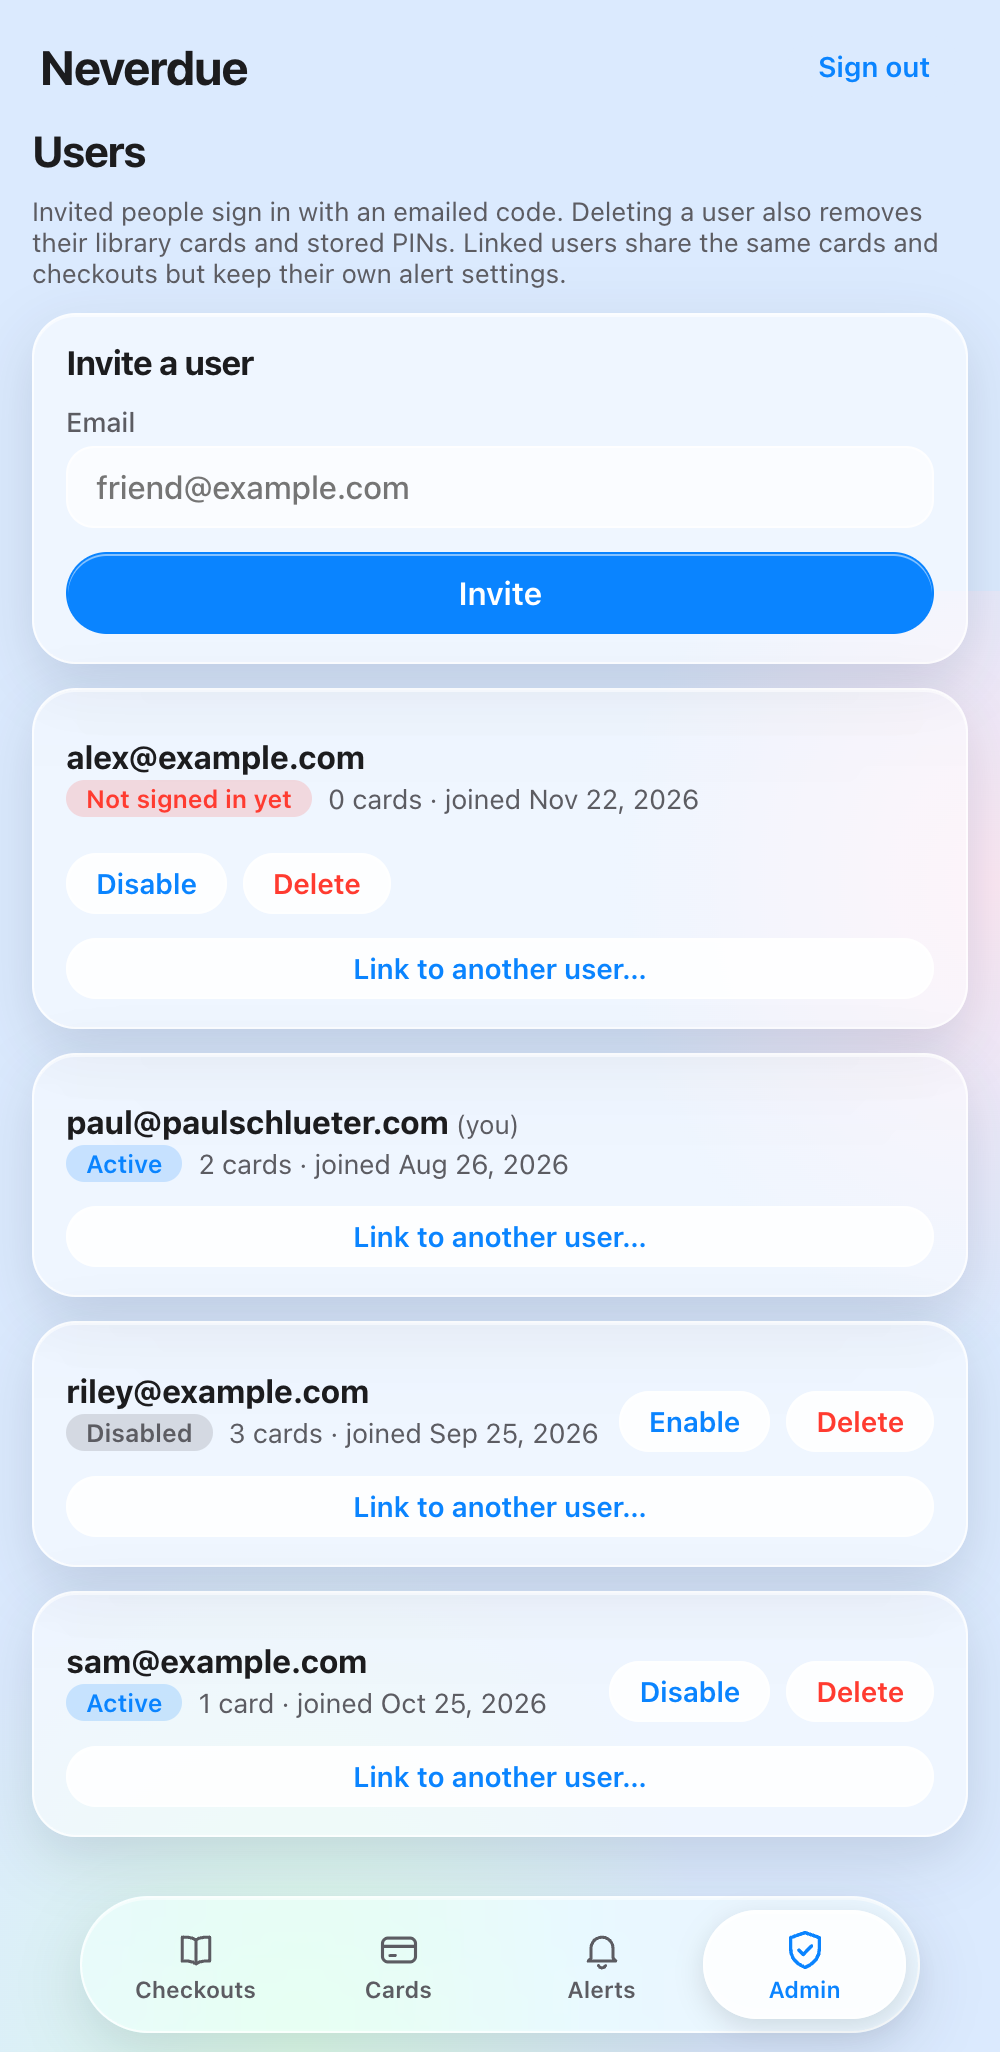 Neverdue
Sign out
Users
Invited people sign in with an emailed code. Deleting a user also removes
their library cards and stored PINs. Linked users share the same cards and
checkouts but keep their own alert settings.
Invite a user
Email
friend@example.com
Invite
alex@example.com
Not signed in yet 0 cards · joined Nov 22, 2026
Disable Delete
Link to another user...
paul@paulschlueter.com (you)
Active 2 cards · joined Aug 26, 2026
Link to another user...
riley@example.com
Disabled 3 cards · joined Sep 25, 2026
Enable Delete
Link to another user...
sam@example.com
Active 1 card · joined Oct 25, 2026
Disable Delete
Link to another user...
Checkouts Cards Alerts Admin